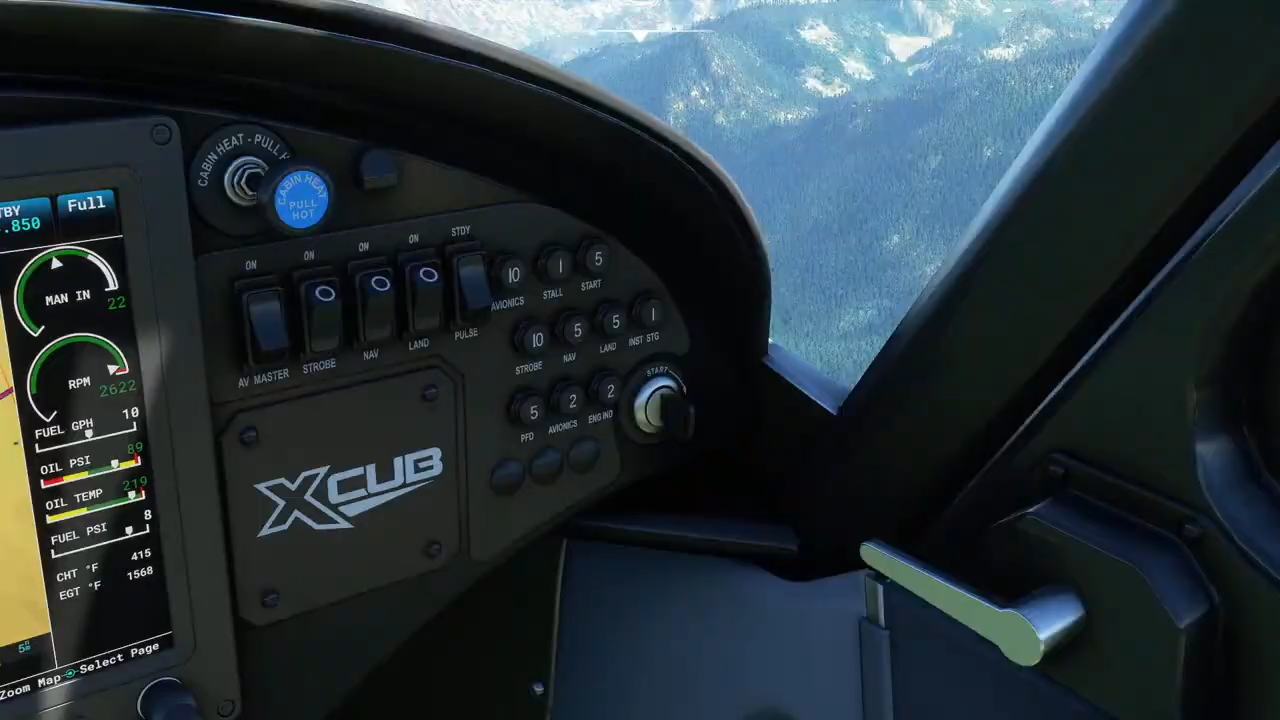 TBY
.850
Full
MAN IN
22
RPM
2622
FUEL GPH
10
OIL PSI
89
OIL TEMP
219
FUEL PSI
8
CHT °F
415
EGT °F
1568
Zoom Map
Select Page
CABIN HEAT - PULL H
CABIN HEAT
PULL
HOT
ON
ON
ON
ON
STDY
AV MASTER
STROBE
NAV
LAND
PULSE
10
1
5
AVIONICS
STALL
START
10
5
5
1
STROBE
NAV
LAND
INST STG
5
2
2
PFD
AVIONICS
ENG IND
START
XCUB